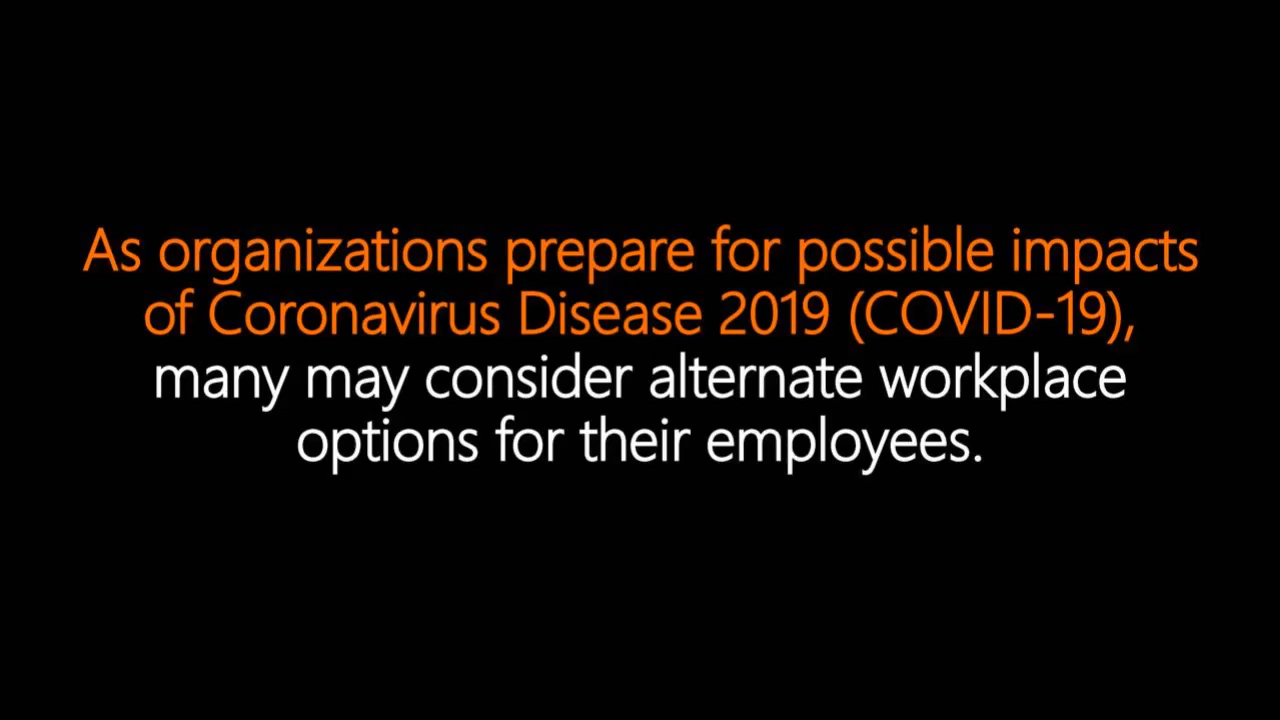 As organizations prepare for possible impacts
of Coronavirus Disease 2019 (COVID-19),
many may consider alternate workplace
options for their employees.